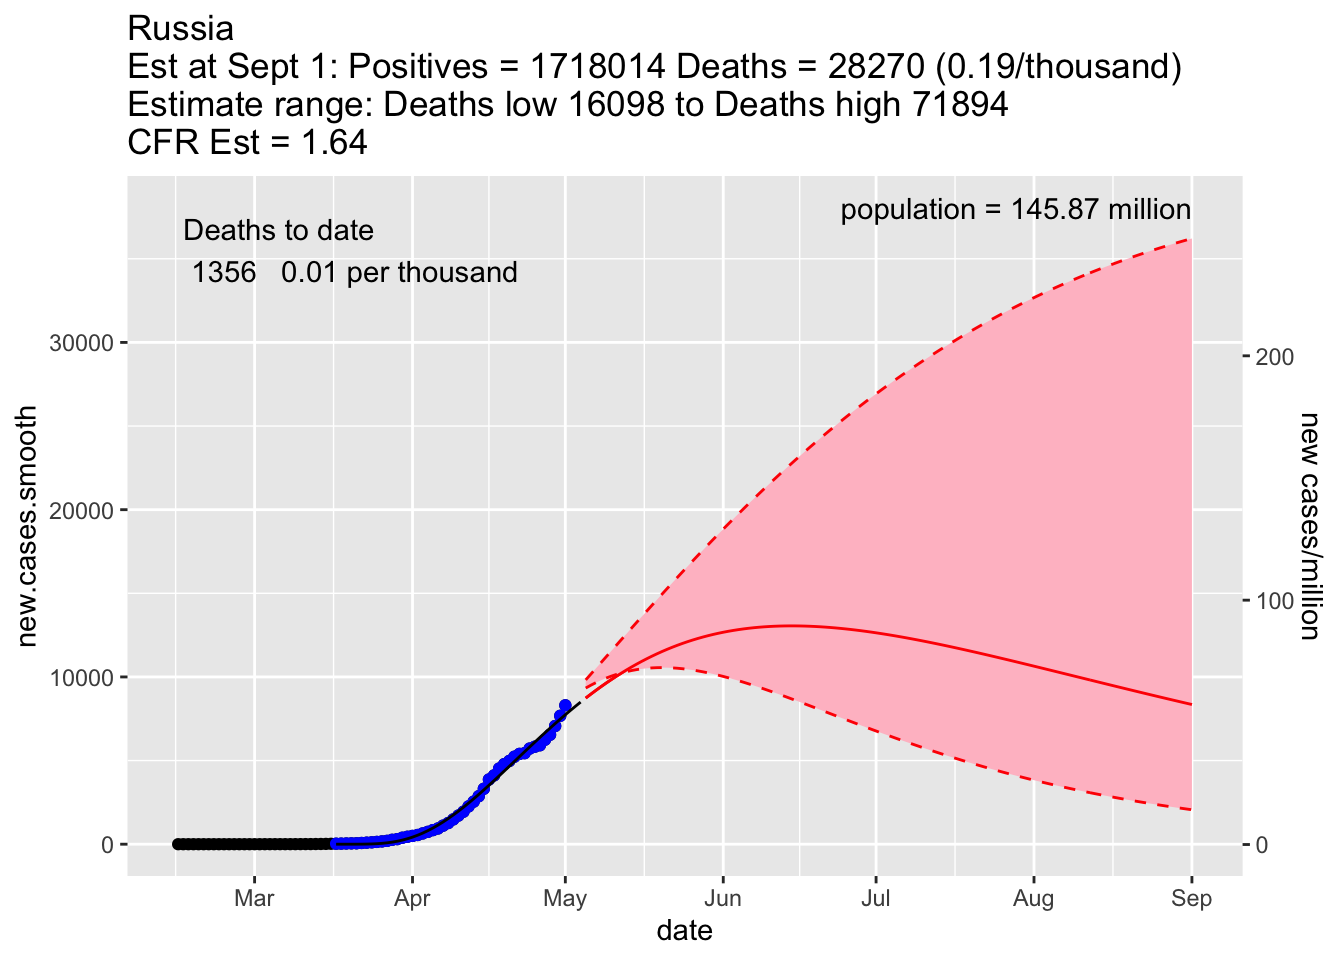 Russia
Est at Sept 1: Positives = 1718014 Deaths = 28270 (0.19/thousand)
Estimate range: Deaths low 16098 to Deaths high 71894
CFR Est = 1.64
population = 145.87 million
Deaths to date
1356 0.01 per thousand
30000
20000
10000
0
new.cases.smooth
200
100
0
new cases/million
Mar Apr May Jun Jul Aug Sep
date